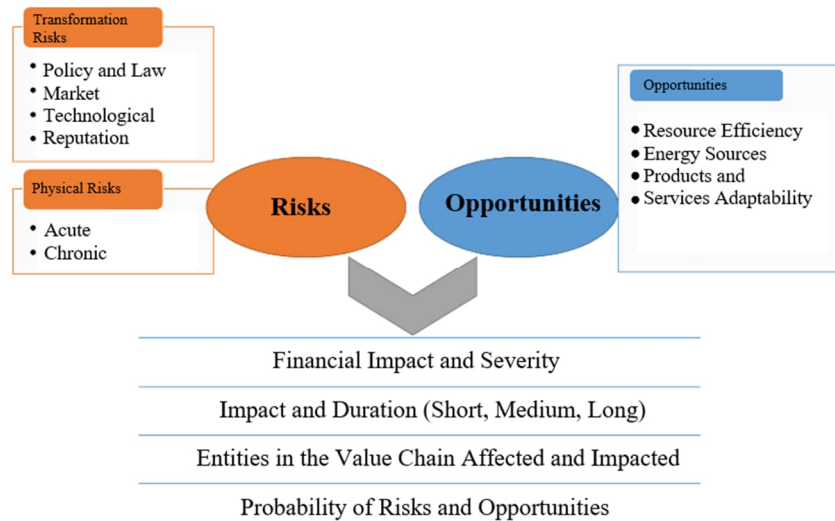 Transformation
Risks
• Policy and Law
• Market
• Technological
• Reputation
Physical Risks
• Acute
• Chronic
Risks
Opportunities
Opportunities
• Resource Efficiency
• Energy Sources
• Products and
• Services Adaptability
Financial Impact and Severity
Impact and Duration (Short, Medium, Long)
Entities in the Value Chain Affected and Impacted
Probability of Risks and Opportunities